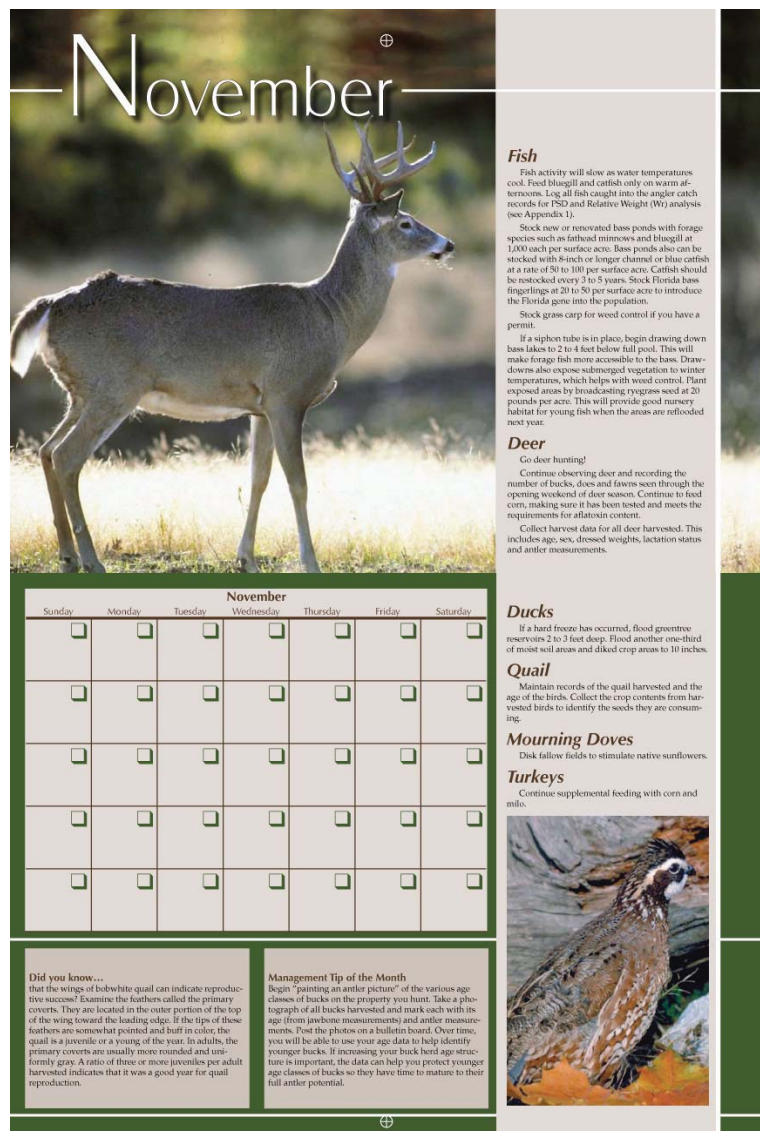 November
Fish
Fish activity will slow as water temperatures
cool. Feed bluegill and catfish only on warm af-
ternoons. Log all fish caught into the angler catch
records for PSD and Relative Weight (Wr) analysis
(see Appendix 1).
Stock new or renovated bass ponds with forage
species such as fathead minnows and bluegill at
1,000 each per surface acre. Bass ponds also can be
stocked with 8-inch or longer channel or blue catfish
at a rate of 50 to 100 per surface acre. Catfish should
be restocked every 3 to 5 years. Stock Florida bass
fingerlings at 20 to 50 per surface acre to introduce
the Florida gene into the population.
Stock grass carp for weed control if you have a
permit.
If a siphon tube is in place, begin drawing down
bass lakes to 2 to 4 feet below full pool. This will
make forage fish more accessible to the bass. Draw-
downs also expose submerged vegetation to winter
temperatures, which helps with weed control. Plant
exposed areas by broadcasting ryegrass seed at 20
pounds per acre. This will provide good nursery
habitat for young fish when the areas are reflooded
next year.
Deer
Go deer hunting!
Continue observing deer and recording the
number of bucks, does and fawns seen through the
opening weekend of deer season. Continue to feed
corn, making sure it has been tested and meets the
requirements for aflatoxin content.
Collect harvest data for all deer harvested. This
includes age, sex, dressed weights, lactation status
and antler measurements.
Ducks
If a hard freeze has occurred, flood greentree
reservoirs 2 to 3 feet deep. Flood another one-third
of moist soil areas and diked crop areas to 10 inches.
Quail
Maintain records of the quail harvested and the
age of the birds. Collect the crop contents from har-
vested birds to identify the seeds they are consum-
ing.
Mourning Doves
Disk fallow fields to stimulate native sunflowers.
Turkeys
Continue supplemental feeding with corn and
milo.
November
Sunday Monday Tuesday Wednesday Thursday Friday Saturday
Did you know…
that the wings of bobwhite quail can indicate reproduc-
tive success? Examine the feathers called the primary
coverts. They are located in the outer portion of the top
of the wing toward the leading edge. If the tips of these
feathers are somewhat pointed and buff in color, the
quail is a juvenile or a young of the year. In adults, the
primary coverts are usually more rounded and uni-
formly gray. A ratio of three or more juveniles per adult
harvested indicates that it was a good year for quail
reproduction.
Management Tip of the Month
Begin "painting an antler picture" of the various age
classes of bucks on the property you hunt. Take a pho-
tograph of all bucks harvested and mark each with its
age (from jawbone measurements) and antler measure-
ments. Post the photos on a bulletin board. Over time,
you will be able to use your age data to help identify
younger bucks. If increasing your buck herd age struc-
ture is important, the data can help you protect younger
age classes of bucks so they have time to mature to their
full antler potential.